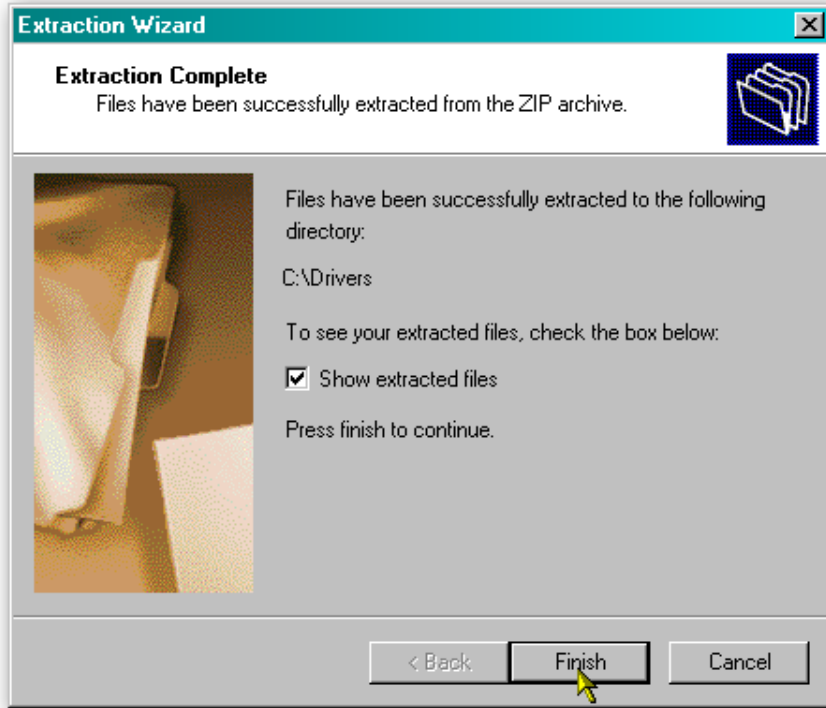 Extraction Wizard
Extraction Complete
Files have been successfully extracted from the ZIP archive.
Files have been successfully extracted to the following
directory:
C:\Drivers
To see your extracted files, check the box below:
Show extracted files
Press finish to continue.
< Back
Finish
Cancel